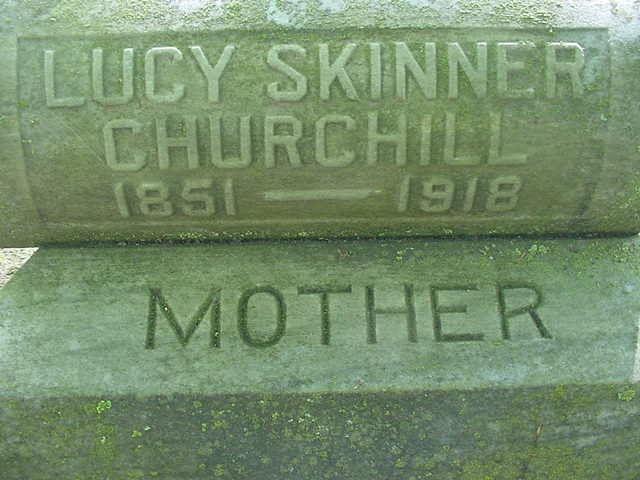 LUCY SKINNER
CHURCHILL
1851 — 1918
MOTHER